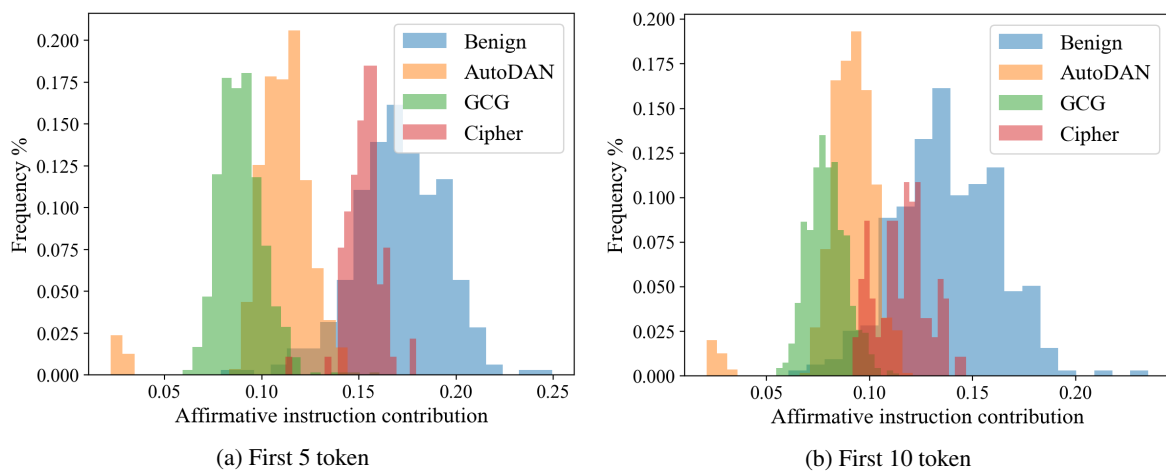 0.200
0.175
0.150
0.125
0.100
0.075
0.050
0.025
0.000
Frequency %
Benign
AutoDAN
GCG
Cipher
0.05
0.10
0.15
0.20
0.25
Affirmative instruction contribution
(a) First 5 token
0.200
0.175
0.150
0.125
0.100
0.075
0.050
0.025
0.000
Frequency %
Benign
AutoDAN
GCG
Cipher
0.05
0.10
0.15
0.20
Affirmative instruction contribution
(b) First 10 token